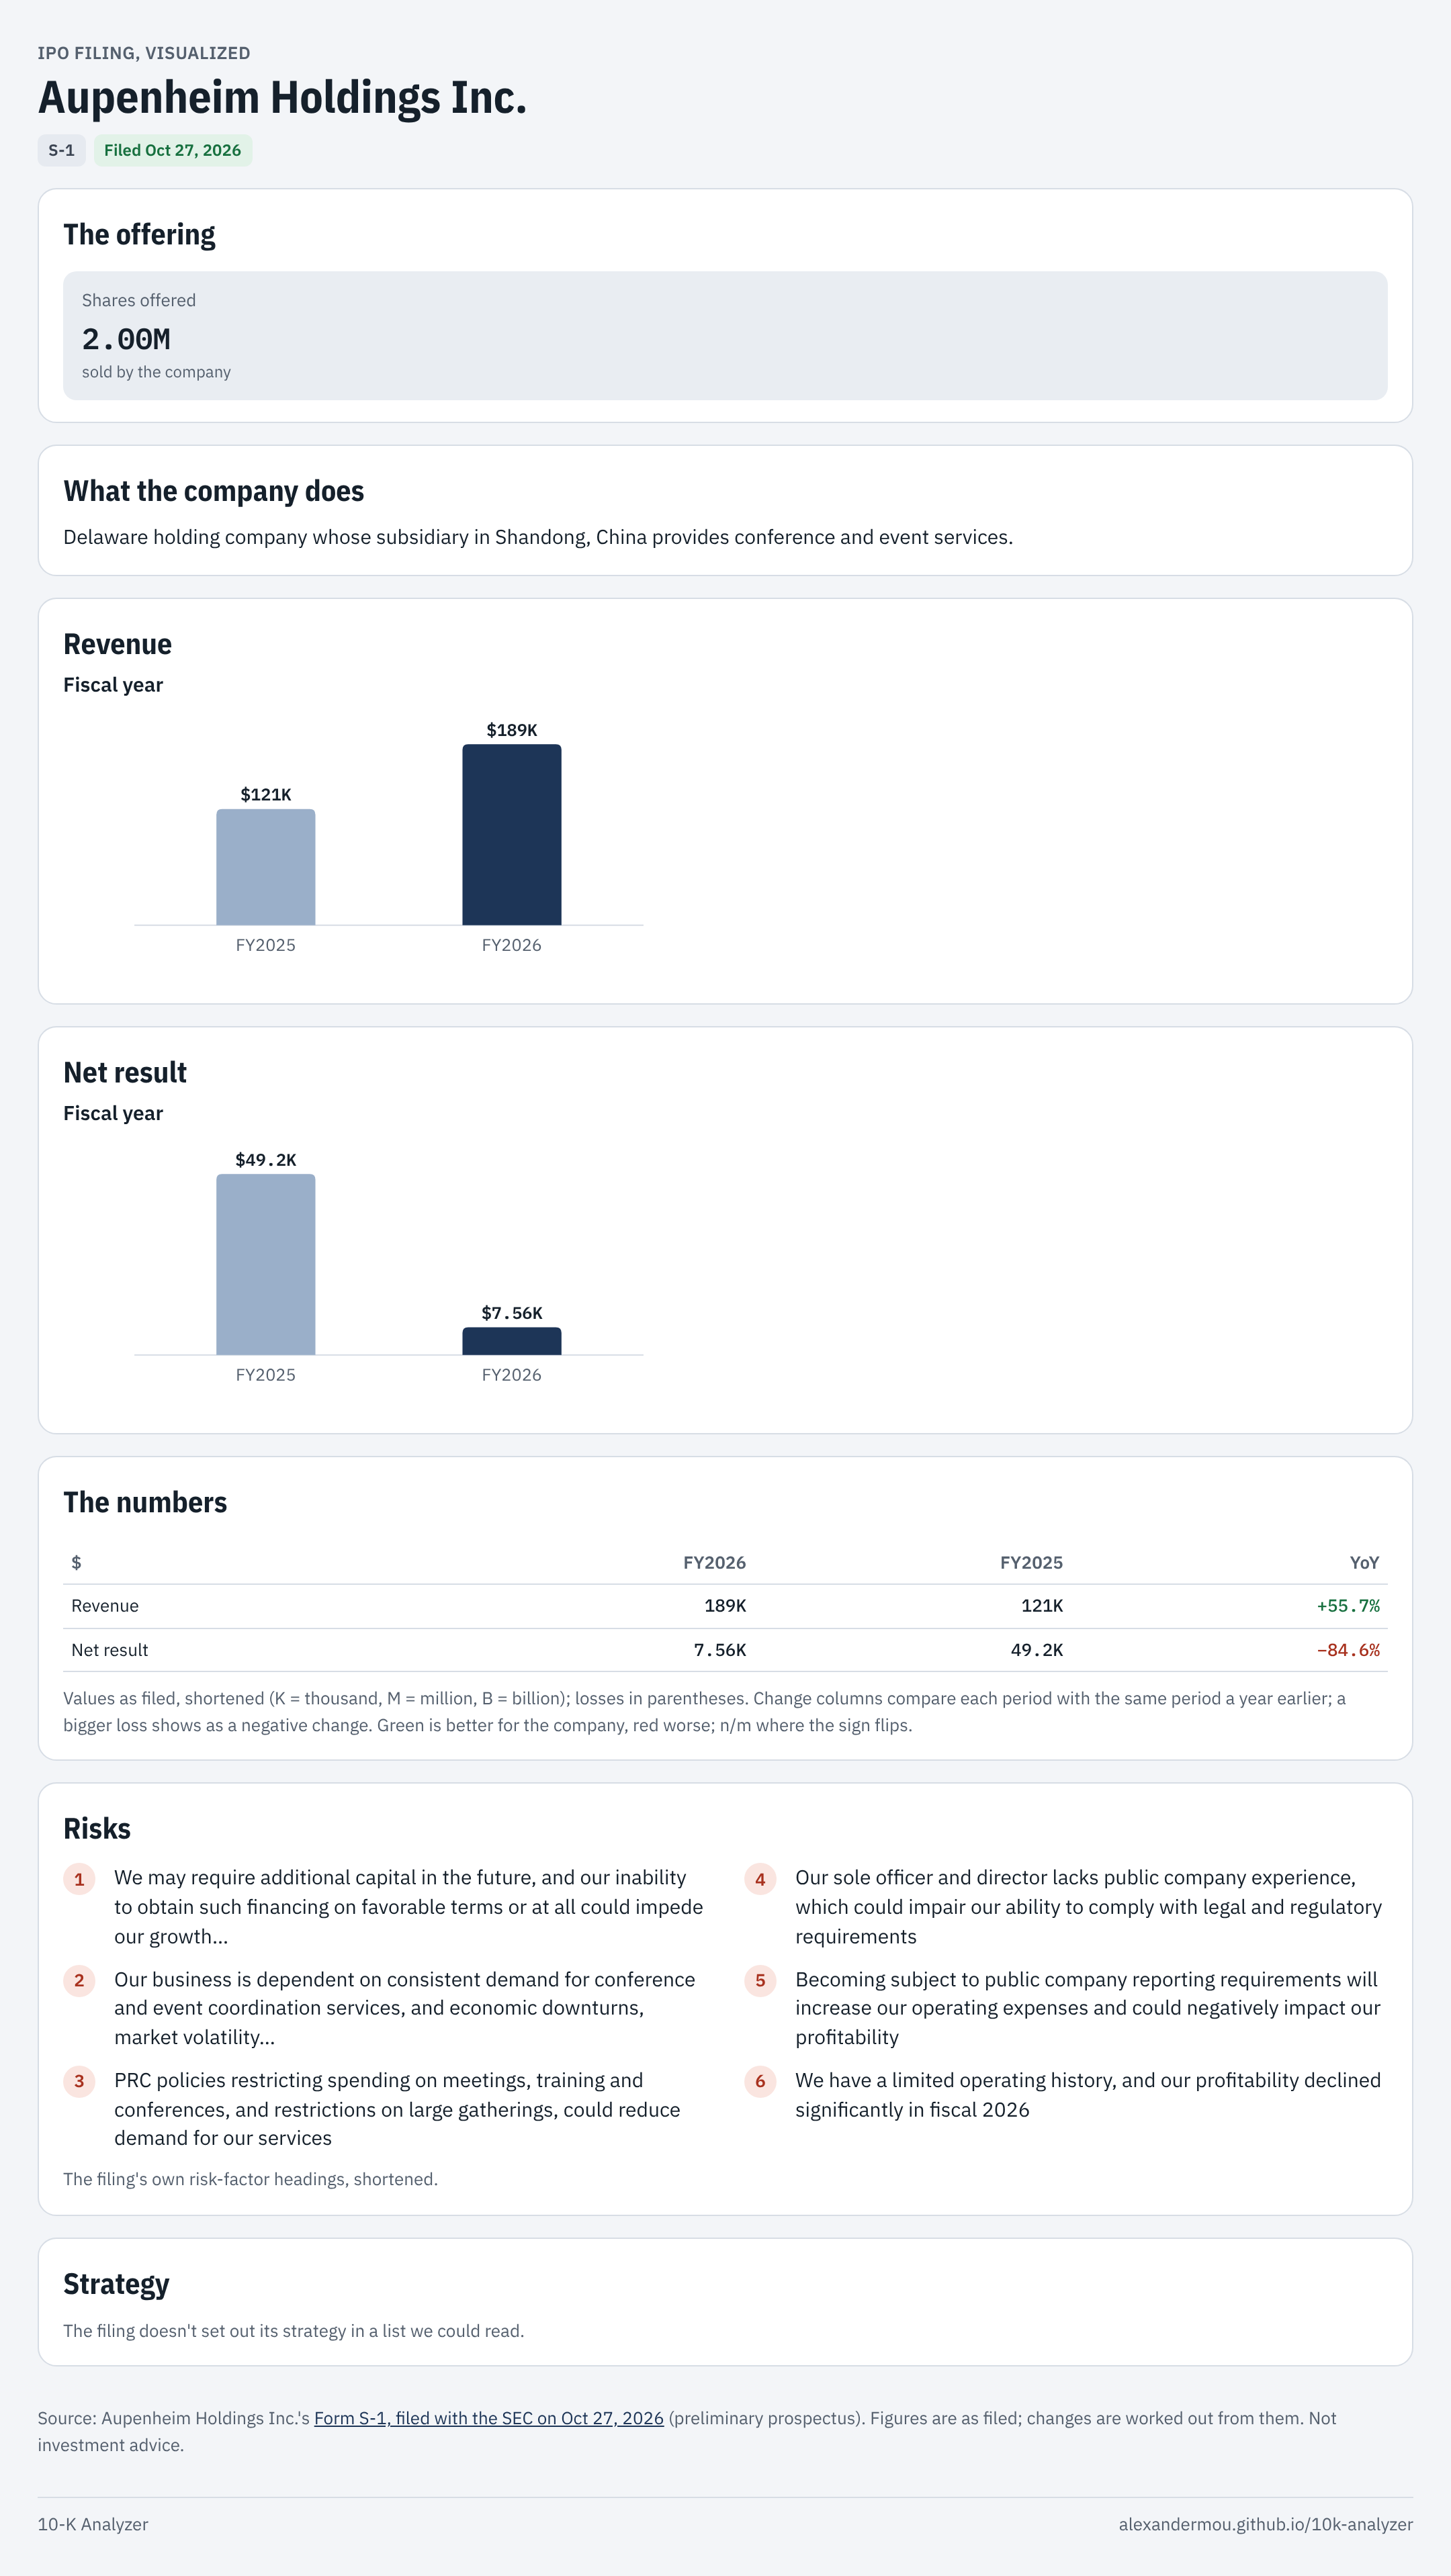 IPO FILING, VISUALIZED
Aupenheim Holdings Inc.
S-1 Filed Oct 27, 2026
The offering
Shares offered
2.00M
sold by the company
What the company does
Delaware holding company whose subsidiary in Shandong, China provides conference and event services.
Revenue
Fiscal year
$189K
$121K
FY2025 FY2026
Net result
Fiscal year
$49.2K
$7.56K
FY2025 FY2026
The numbers
$ FY2026 FY2025 YoY
Revenue 189K 121K +55.7%
Net result 7.56K 49.2K −84.6%
Values as filed, shortened (K = thousand, M = million, B = billion); losses in parentheses. Change columns compare each period with the same period a year earlier; a
bigger loss shows as a negative change. Green is better for the company, red worse; n/m where the sign flips.
Risks
1 We may require additional capital in the future, and our inability
to obtain such financing on favorable terms or at all could impede
our growth...
2 Our business is dependent on consistent demand for conference
and event coordination services, and economic downturns,
market volatility...
3 PRC policies restricting spending on meetings, training and
conferences, and restrictions on large gatherings, could reduce
demand for our services
4 Our sole officer and director lacks public company experience,
which could impair our ability to comply with legal and regulatory
requirements
5 Becoming subject to public company reporting requirements will
increase our operating expenses and could negatively impact our
profitability
6 We have a limited operating history, and our profitability declined
significantly in fiscal 2026
The filing's own risk-factor headings, shortened.
Strategy
The filing doesn't set out its strategy in a list we could read.
Source: Aupenheim Holdings Inc.'s Form S-1, filed with the SEC on Oct 27, 2026 (preliminary prospectus). Figures are as filed; changes are worked out from them. Not
investment advice.
10-K Analyzer alexandermou.github.io/10k-analyzer